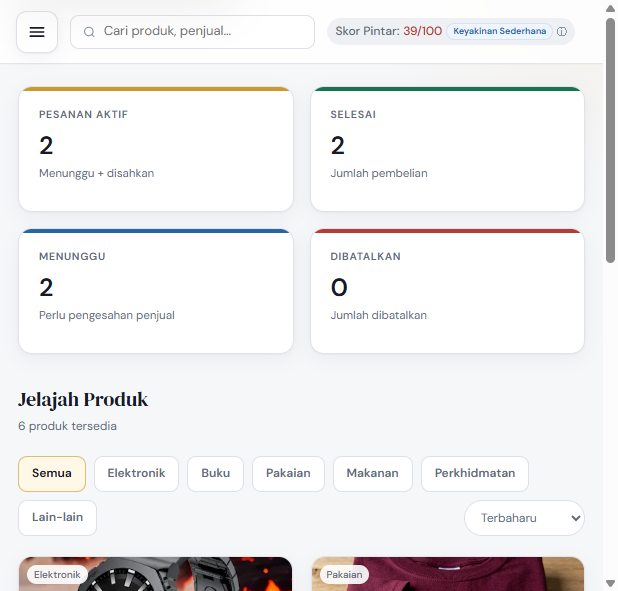 Cari produk, penjual...
Skor Pintar: 39/100 Keyakinan Sederhana
PESANAN AKTIF
2
Menunggu + disahkan
SELESAI
2
Jumlah pembelian
MENUNGGU
2
Perlu pengesahan penjual
DIBATALKAN
0
Jumlah dibatalkan
Jelajah Produk
6 produk tersedia
Semua
Elektronik
Buku
Pakaian
Makanan
Perkhidmatan
Lain-lain
Terbaharu
Elektronik
Pakaian